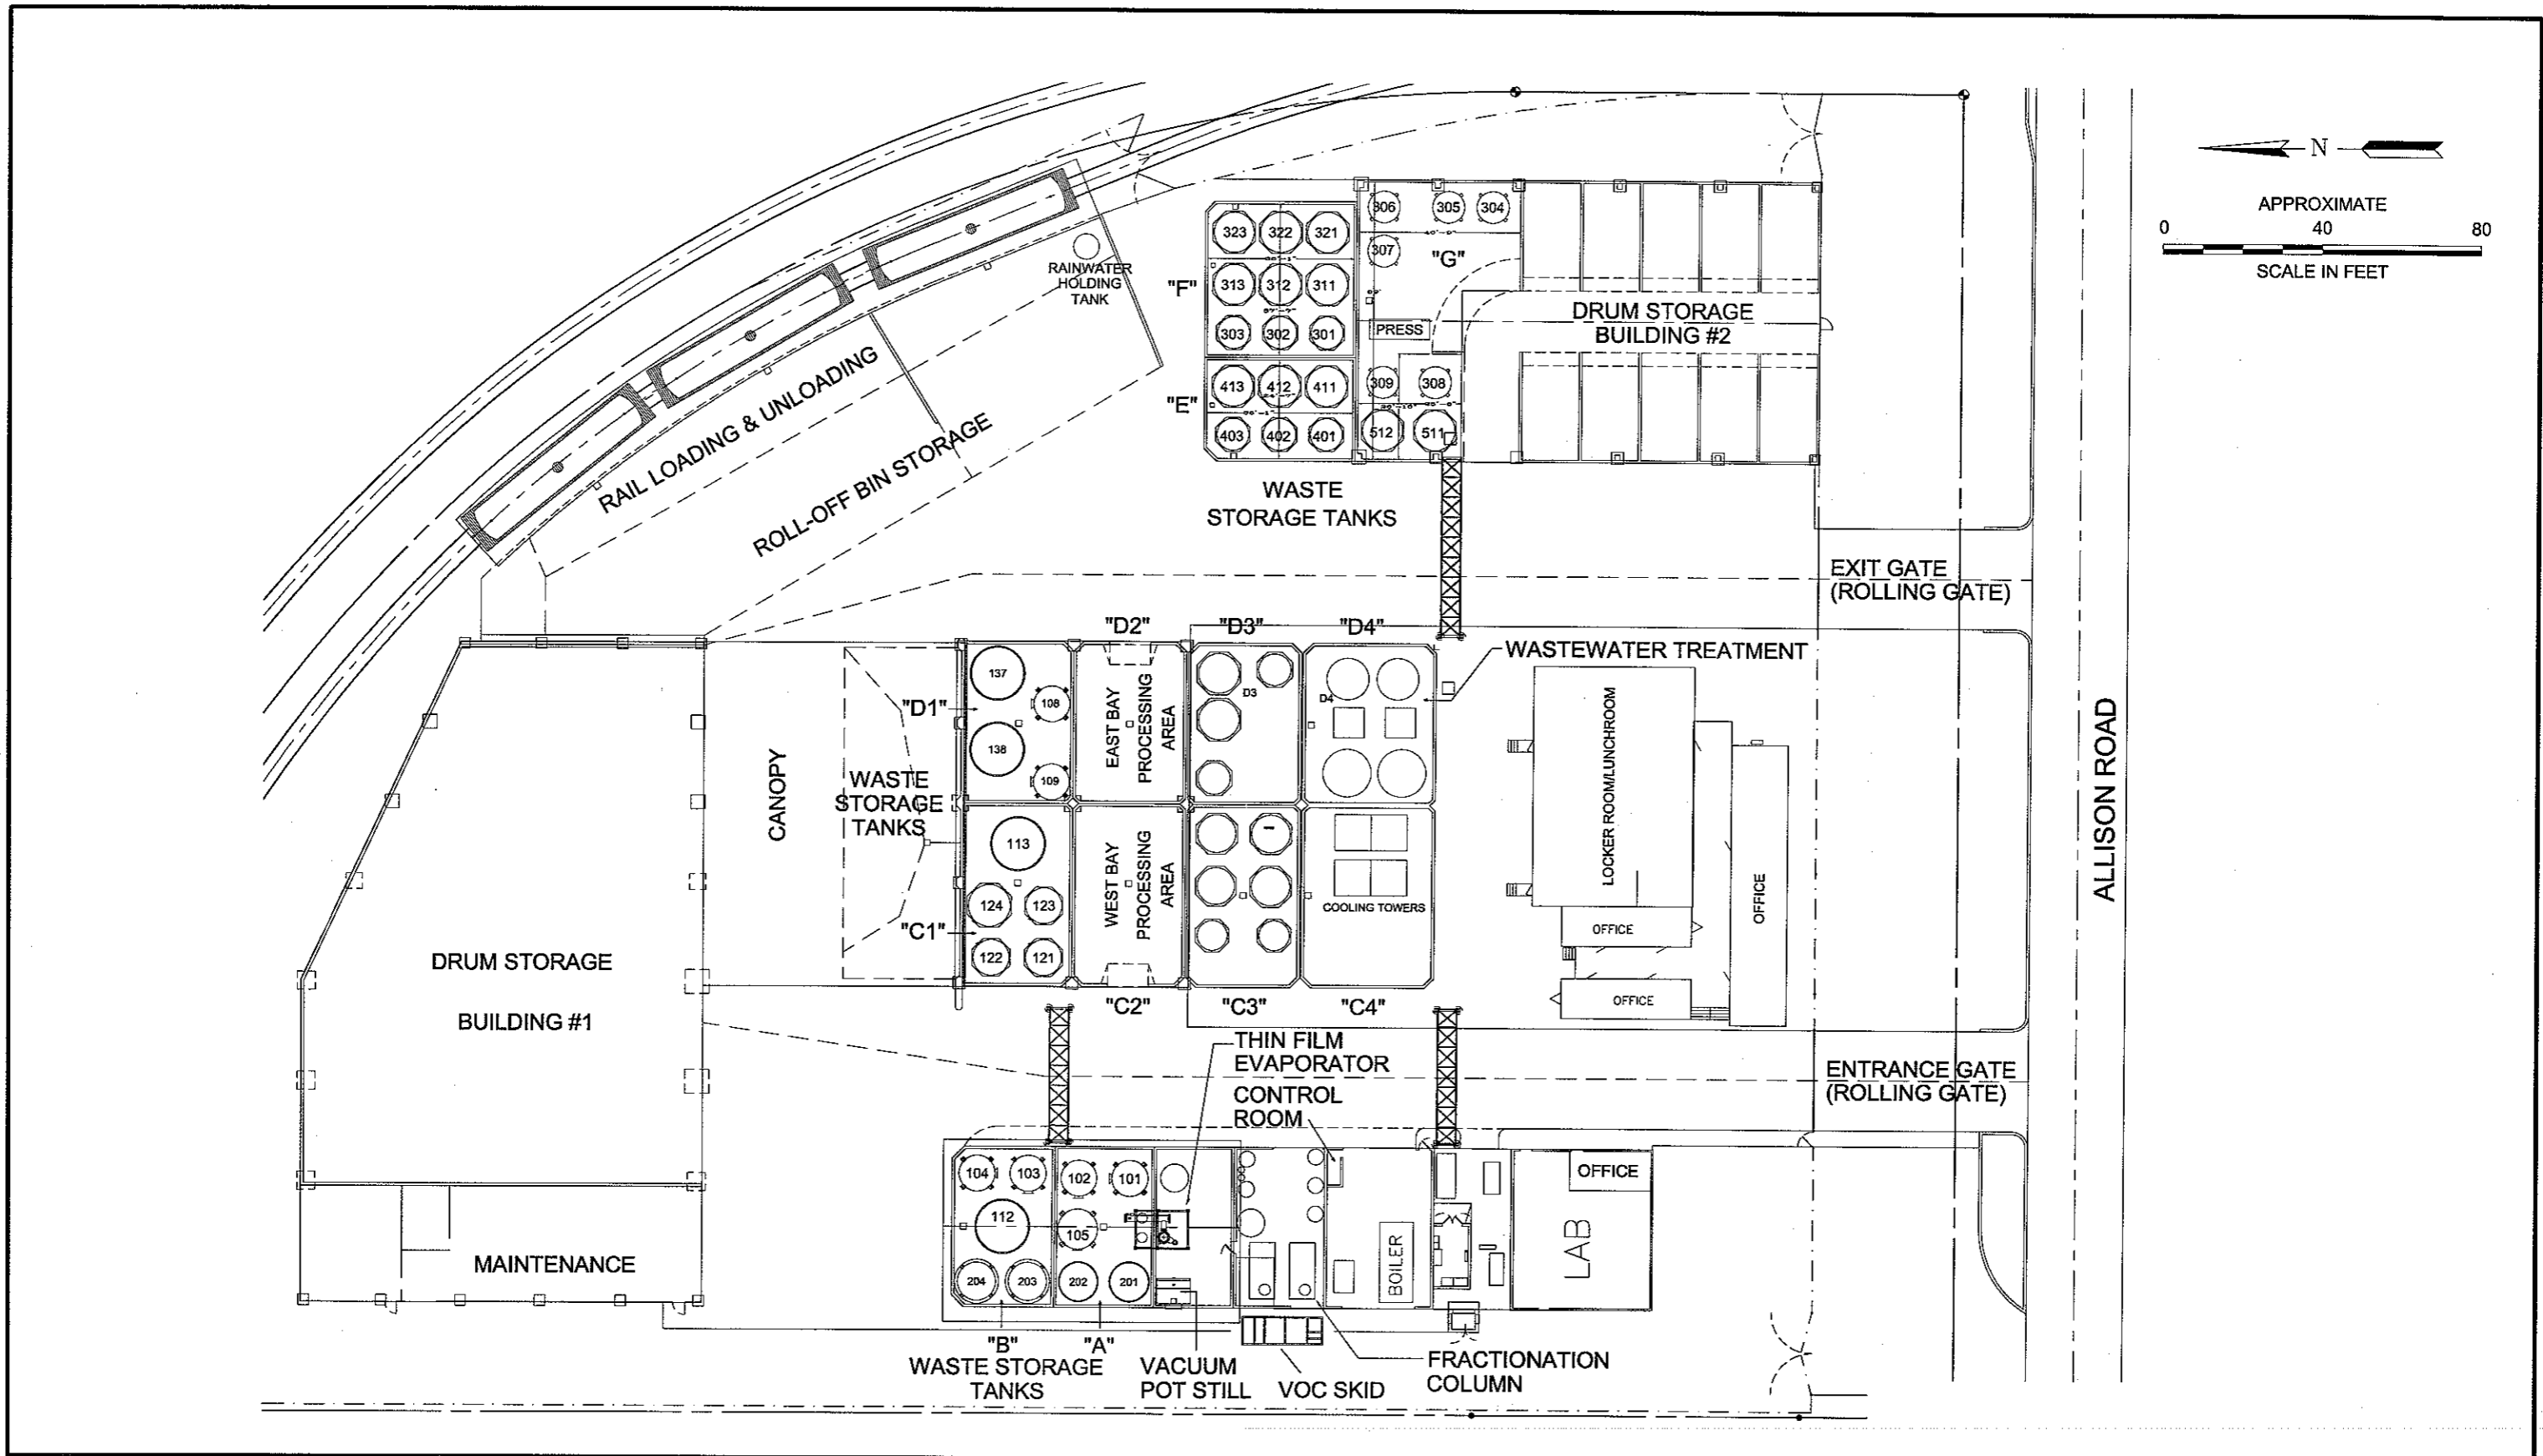 N
APPROXIMATE
0 40 80
SCALE IN FEET
RAINWATER
HOLDING
TANK
RAIL LOADING & UNLOADING
ROLL-OFF BIN STORAGE
323 322 321
"F"
313 312 311
303 302 301
"E"
413 412 411
403 402 401
306 305 304
307
"G"
PRESS
309 308
512 511
DRUM STORAGE
BUILDING #2
WASTE
STORAGE TANKS
EXIT GATE
(ROLLING GATE)
"D2" "D3" "D4"
WASTEWATER TREATMENT
"D1"
137
108
138
109
EAST BAY
PROCESSING
AREA
D3
D4
CANOPY
WASTE
STORAGE
TANKS
113
124 123
"C1"
122 121
WEST BAY
PROCESSING
AREA
COOLING TOWERS
"C2" "C3" "C4"
LOCKER ROOM/LUNCHROOM
OFFICE
OFFICE
OFFICE
ALLISON ROAD
DRUM STORAGE
BUILDING #1
MAINTENANCE
THIN FILM
EVAPORATOR
CONTROL
ROOM
ENTRANCE GATE
(ROLLING GATE)
104 103 102 101
112
105
204 203 202 201
BOILER
OFFICE
LAB
"B" "A"
WASTE STORAGE
TANKS
VACUUM
POT STILL
VOC SKID
FRACTIONATION
COLUMN